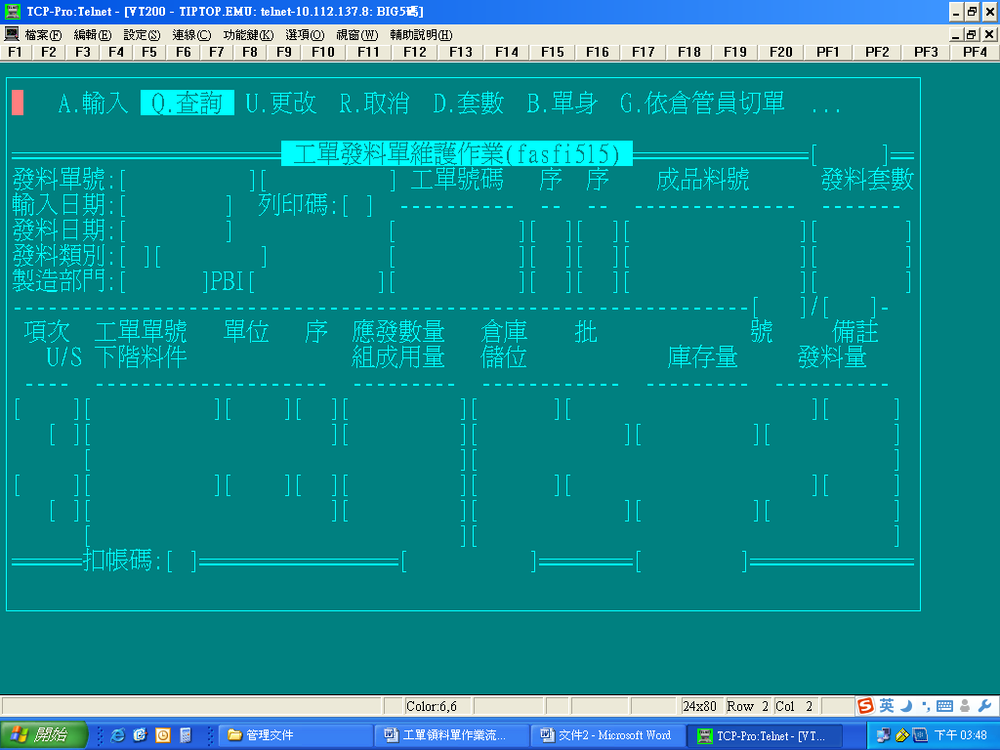 TCP-Pro:Telnet - [VT200 - TIPTOP.EMU: telnet-10.112.137.8: BIG5碼]
檔案(F) 編輯(E) 設定(S) 連線(C) 功能鍵(K) 選項(O) 視窗(W) 輔助說明(H)
F1 F2 F3 F4 F5 F6 F7 F8 F9 F10 F11 F12 F13 F14 F15 F16 F17 F18 F19 F20 PF1 PF2 PF3 PF4
A.輸入 Q.查詢 U.更改 R.取消 D.套數 B.單身 G.依倉管員切單 ...
工單發料單維護作業(fasfi515) [ ]
發料單號:[ ][ ] 工單號碼 序 序 成品料號 發料套數
輸入日期:[ ] 列印碼:[ ] ---------- -- -- -------------- -------
發料日期:[ ] [ ][ ][ ][ ][ ]
發料類別:[ ][ ] [ ][ ][ ][ ][ ]
製造部門:[ ]PBI[ ][ ][ ][ ][ ][ ]
----------------------------------------------------------------[ ]/[ ]-
項次 工單單號 單位 序 應發數量 倉庫 批 號 備註
U/S 下階料件 組成用量 儲位 庫存量 發料量
---- -------------------- --------- ------------ --------- ----------
[ ][ ][ ][ ][ ][ ][ ][ ]
[ ][ ][ ][ ][ ][ ]
[ ][ ]
[ ][ ][ ][ ][ ][ ][ ][ ]
[ ][ ][ ][ ][ ][ ]
[ ][ ]
扣帳碼:[ ] [ ] [ ]
Color:6,6 24x80 Row 2 Col 2 英
開始 管理文件 工單領料單作業流... 文件2 - Microsoft Word TCP-Pro:Telnet - [VT... 下午 03:48